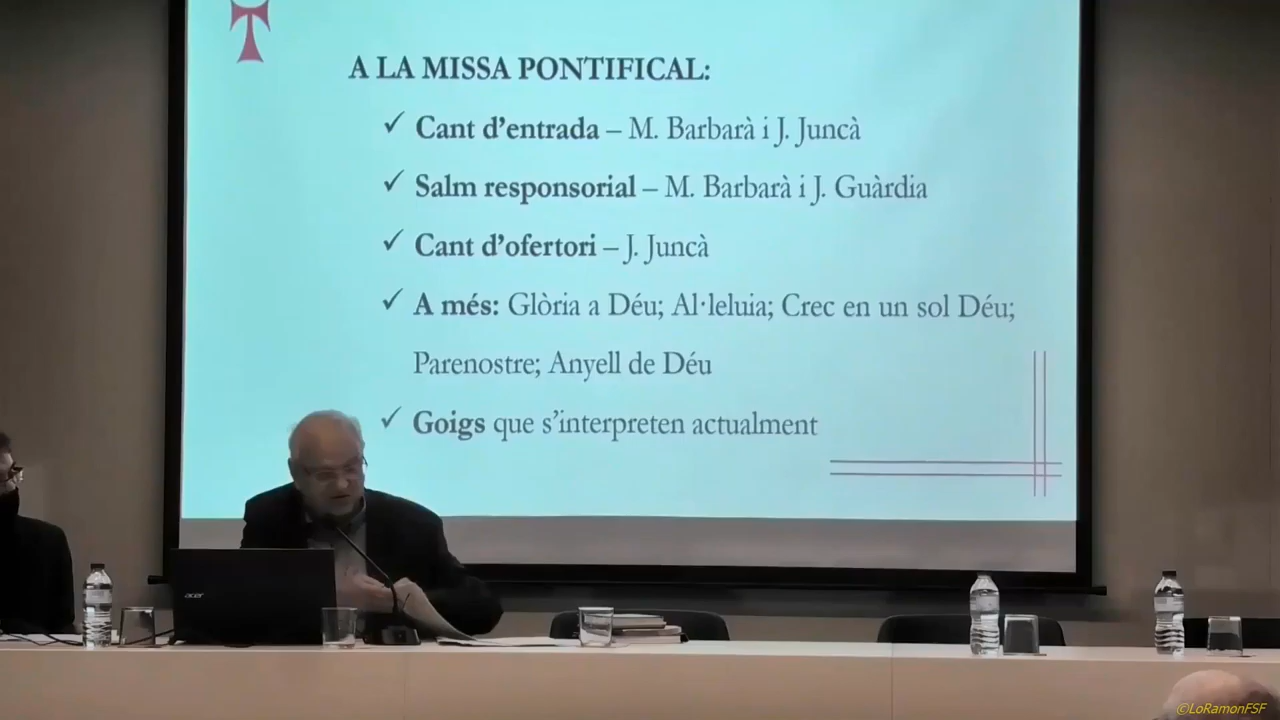 A LA MISSA PONTIFICAL:
✓ Cant d'entrada – M. Barbarà i J. Juncà
✓ Salm responsorial – M. Barbarà i J. Guàrdia
✓ Cant d'ofertori – J. Juncà
✓ A més: Glòria a Déu; Al·leluia; Crec en un sol Déu;
Parenostre; Anyell de Déu
✓ Goigs que s'interpreten actualment
acer
©LoRamonFSF